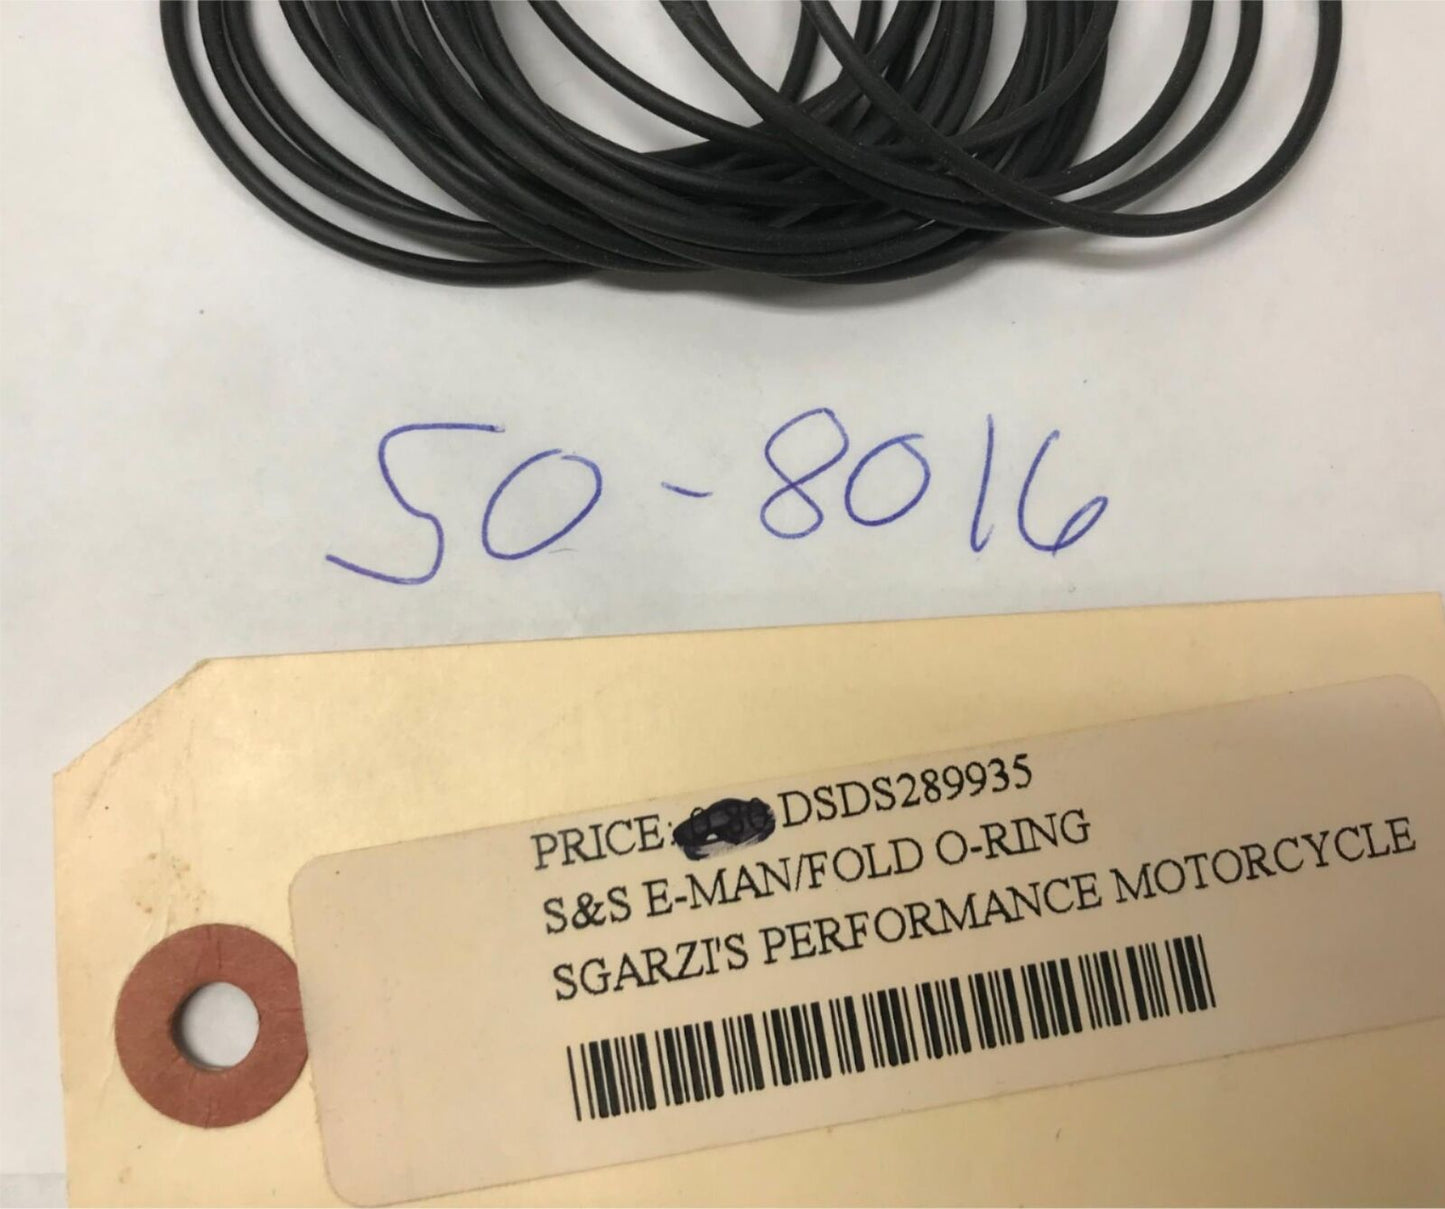 50-8016
PRICE: DSDS289935
S&S E-MAN/FOLD O-RING
SGARZI'S PERFORMANCE MOTORCYCLE